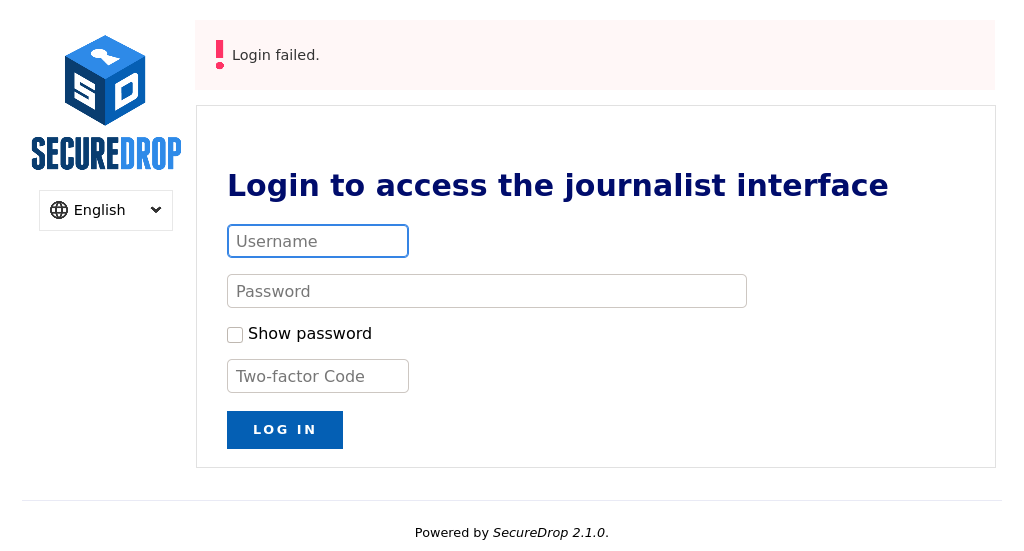 Login failed.
SD
SECUREDROP
English
Login to access the journalist interface
Username
Password
Show password
Two-factor Code
LOG IN
Powered by SecureDrop 2.1.0.